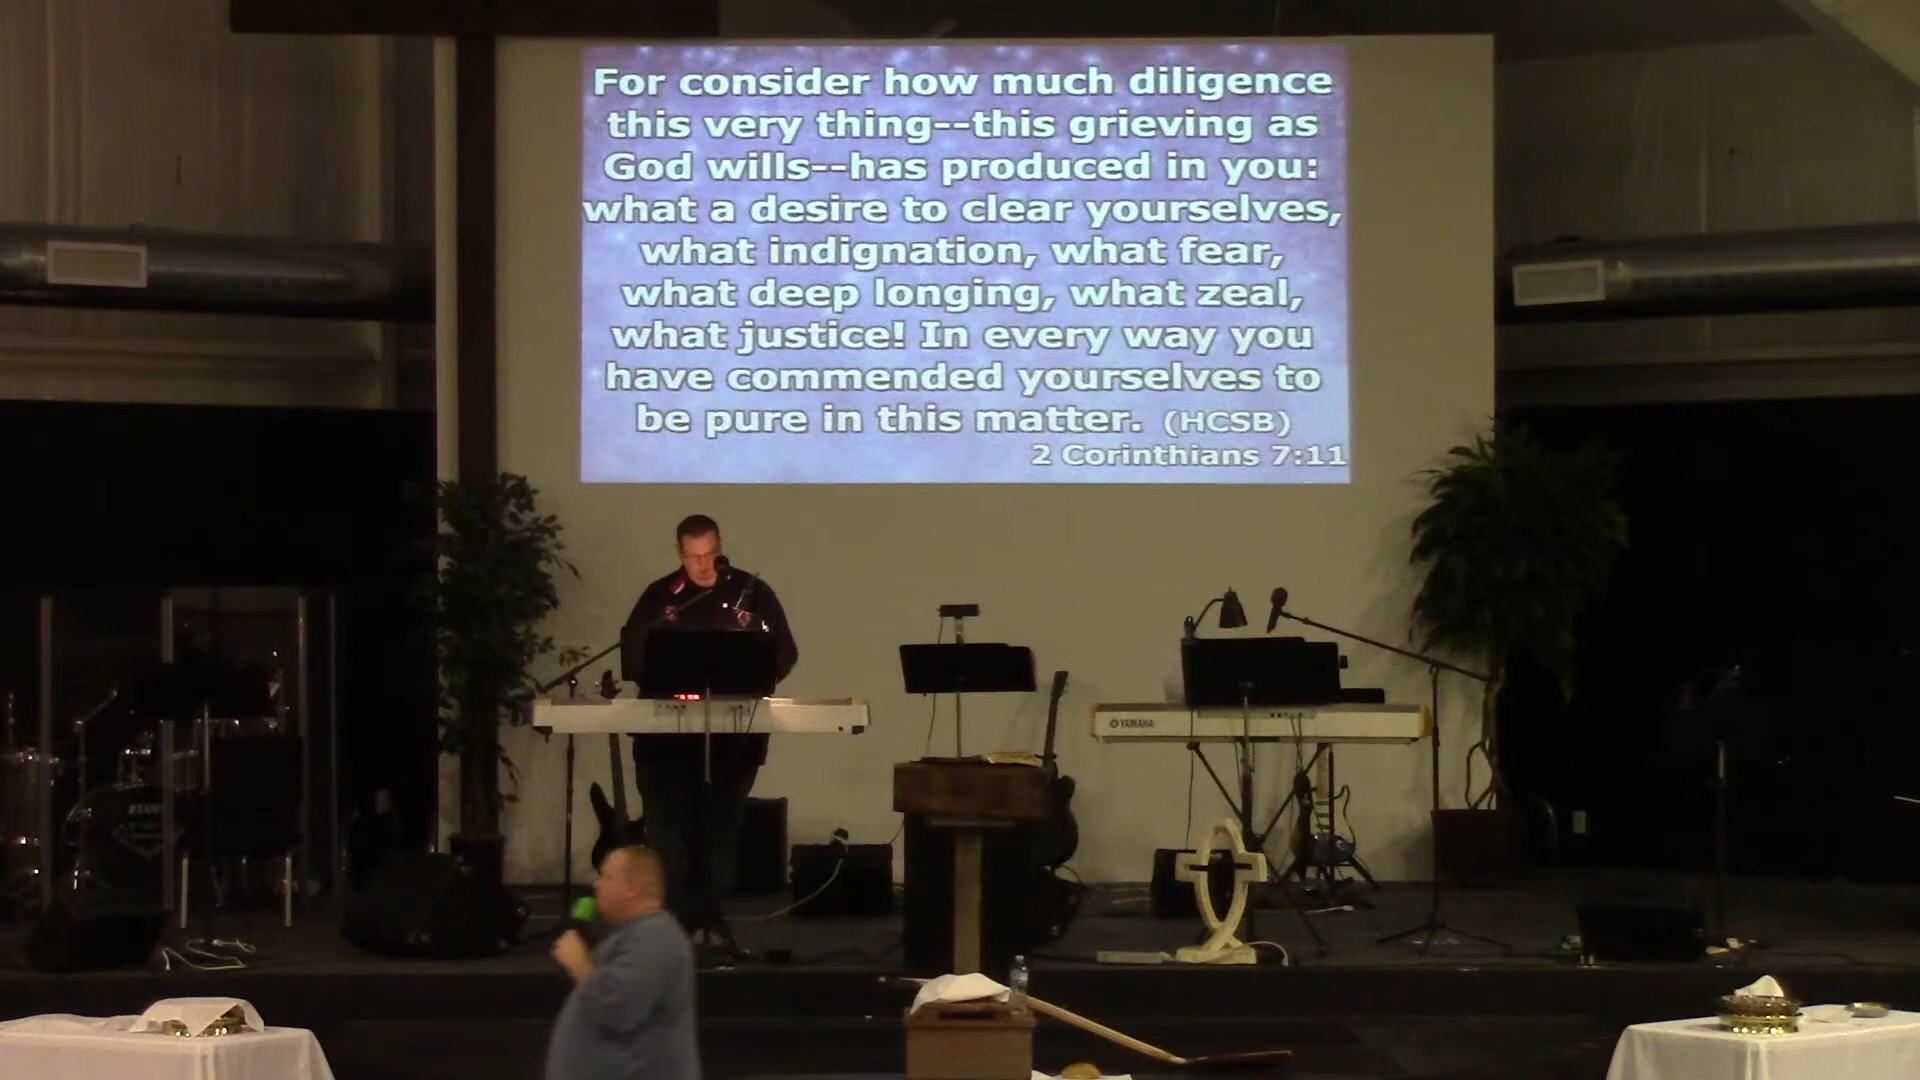 For consider how much diligence
this very thing--this grieving as
God wills--has produced in you:
what a desire to clear yourselves,
what indignation, what fear,
what deep longing, what zeal,
what justice! In every way you
have commended yourselves to
be pure in this matter. (HCSB)
2 Corinthians 7:11
YAMAHA